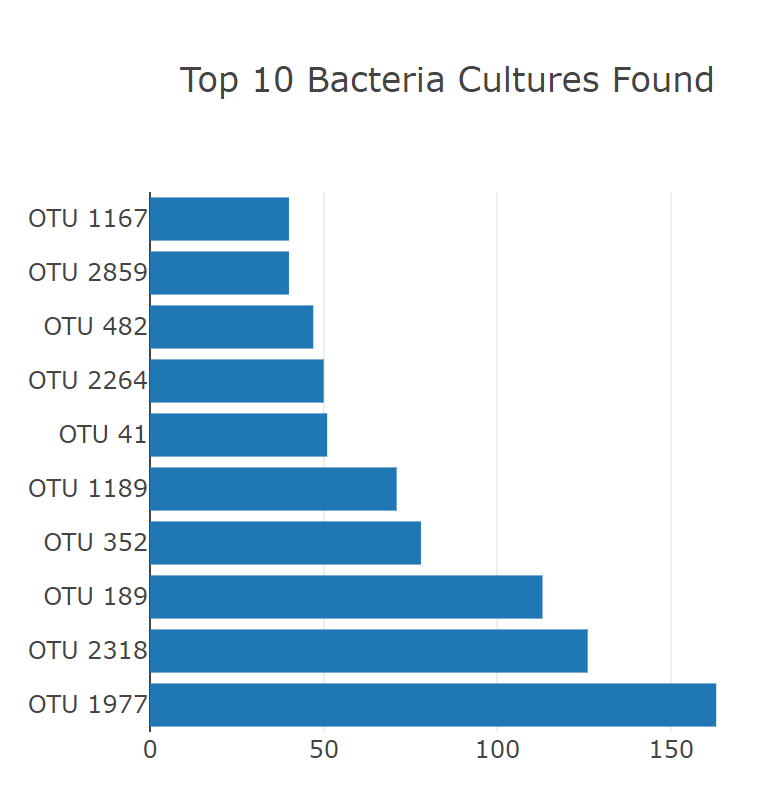 Top 10 Bacteria Cultures Found
OTU 1167
OTU 2859
OTU 482
OTU 2264
OTU 41
OTU 1189
OTU 352
OTU 189
OTU 2318
OTU 1977
0 50 100 150